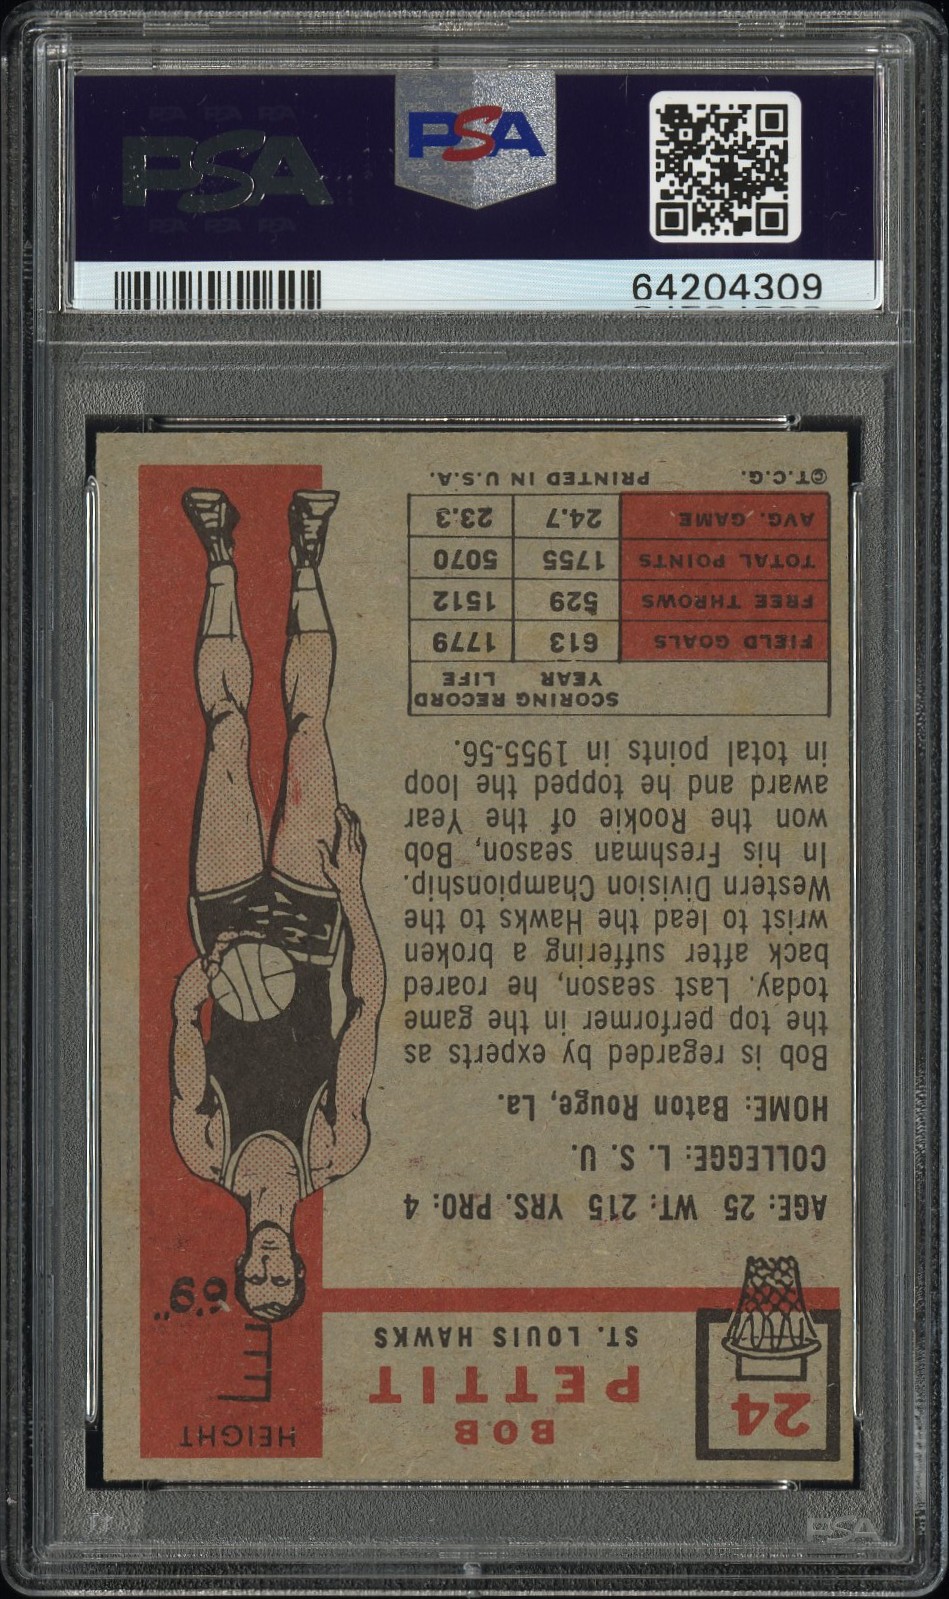 PSA
PSA
64204309
24
BOB
PETTIT
ST. LOUIS HAWKS
HEIGHT
6'.9"
AGE: 25 WT: 215 YRS. PRO: 4
COLLEGGE: L. S. U.
HOME: Baton Rouge, La.
Bob is regarded by experts as
the top performer in the game
today. Last season, he roared
back after suffering a broken
wrist to lead the Hawks to the
Western Division Championship.
In his Freshman season, Bob
won the Rookie of the Year
award and he topped the loop
in total points in 1955-56.
SCORING RECORD
YEAR LIFE
FIELD GOALS 613 1779
FREE THROWS 529 1512
TOTAL POINTS 1755 5070
AVG. GAME 24.7 23.3
©T.C.G. PRINTED IN U.S.A.
PSA